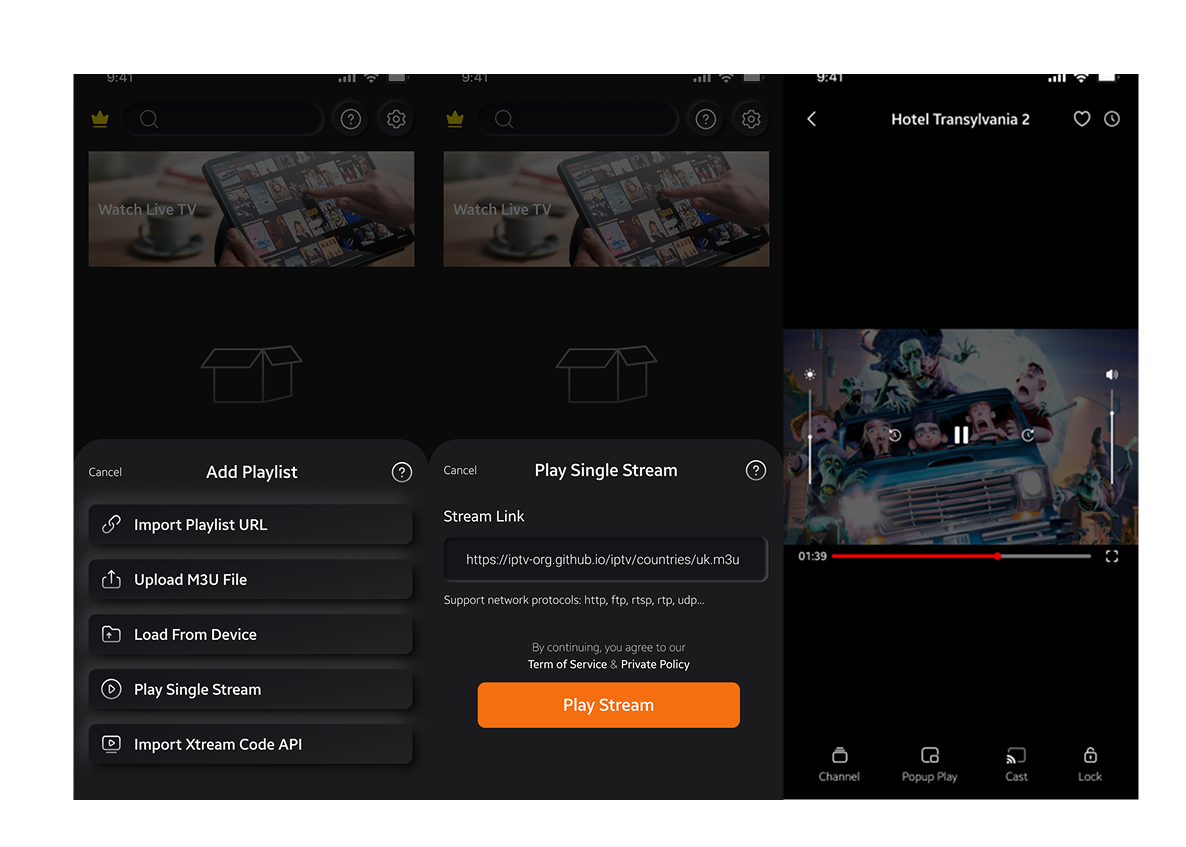 9:41
Watch Live TV
Cancel
Add Playlist
Import Playlist URL
Upload M3U File
Load From Device
Play Single Stream
Import Xtream Code API
9:41
Watch Live TV
Cancel
Play Single Stream
Stream Link
https://iptv-org.github.io/iptv/countries/uk.m3u
Support network protocols: http, ftp, rtsp, rtp, udp...
By continuing, you agree to our
Term of Service & Private Policy
Play Stream
9:41
Hotel Transylvania 2
01:39
Channel
Popup Play
Cast
Lock